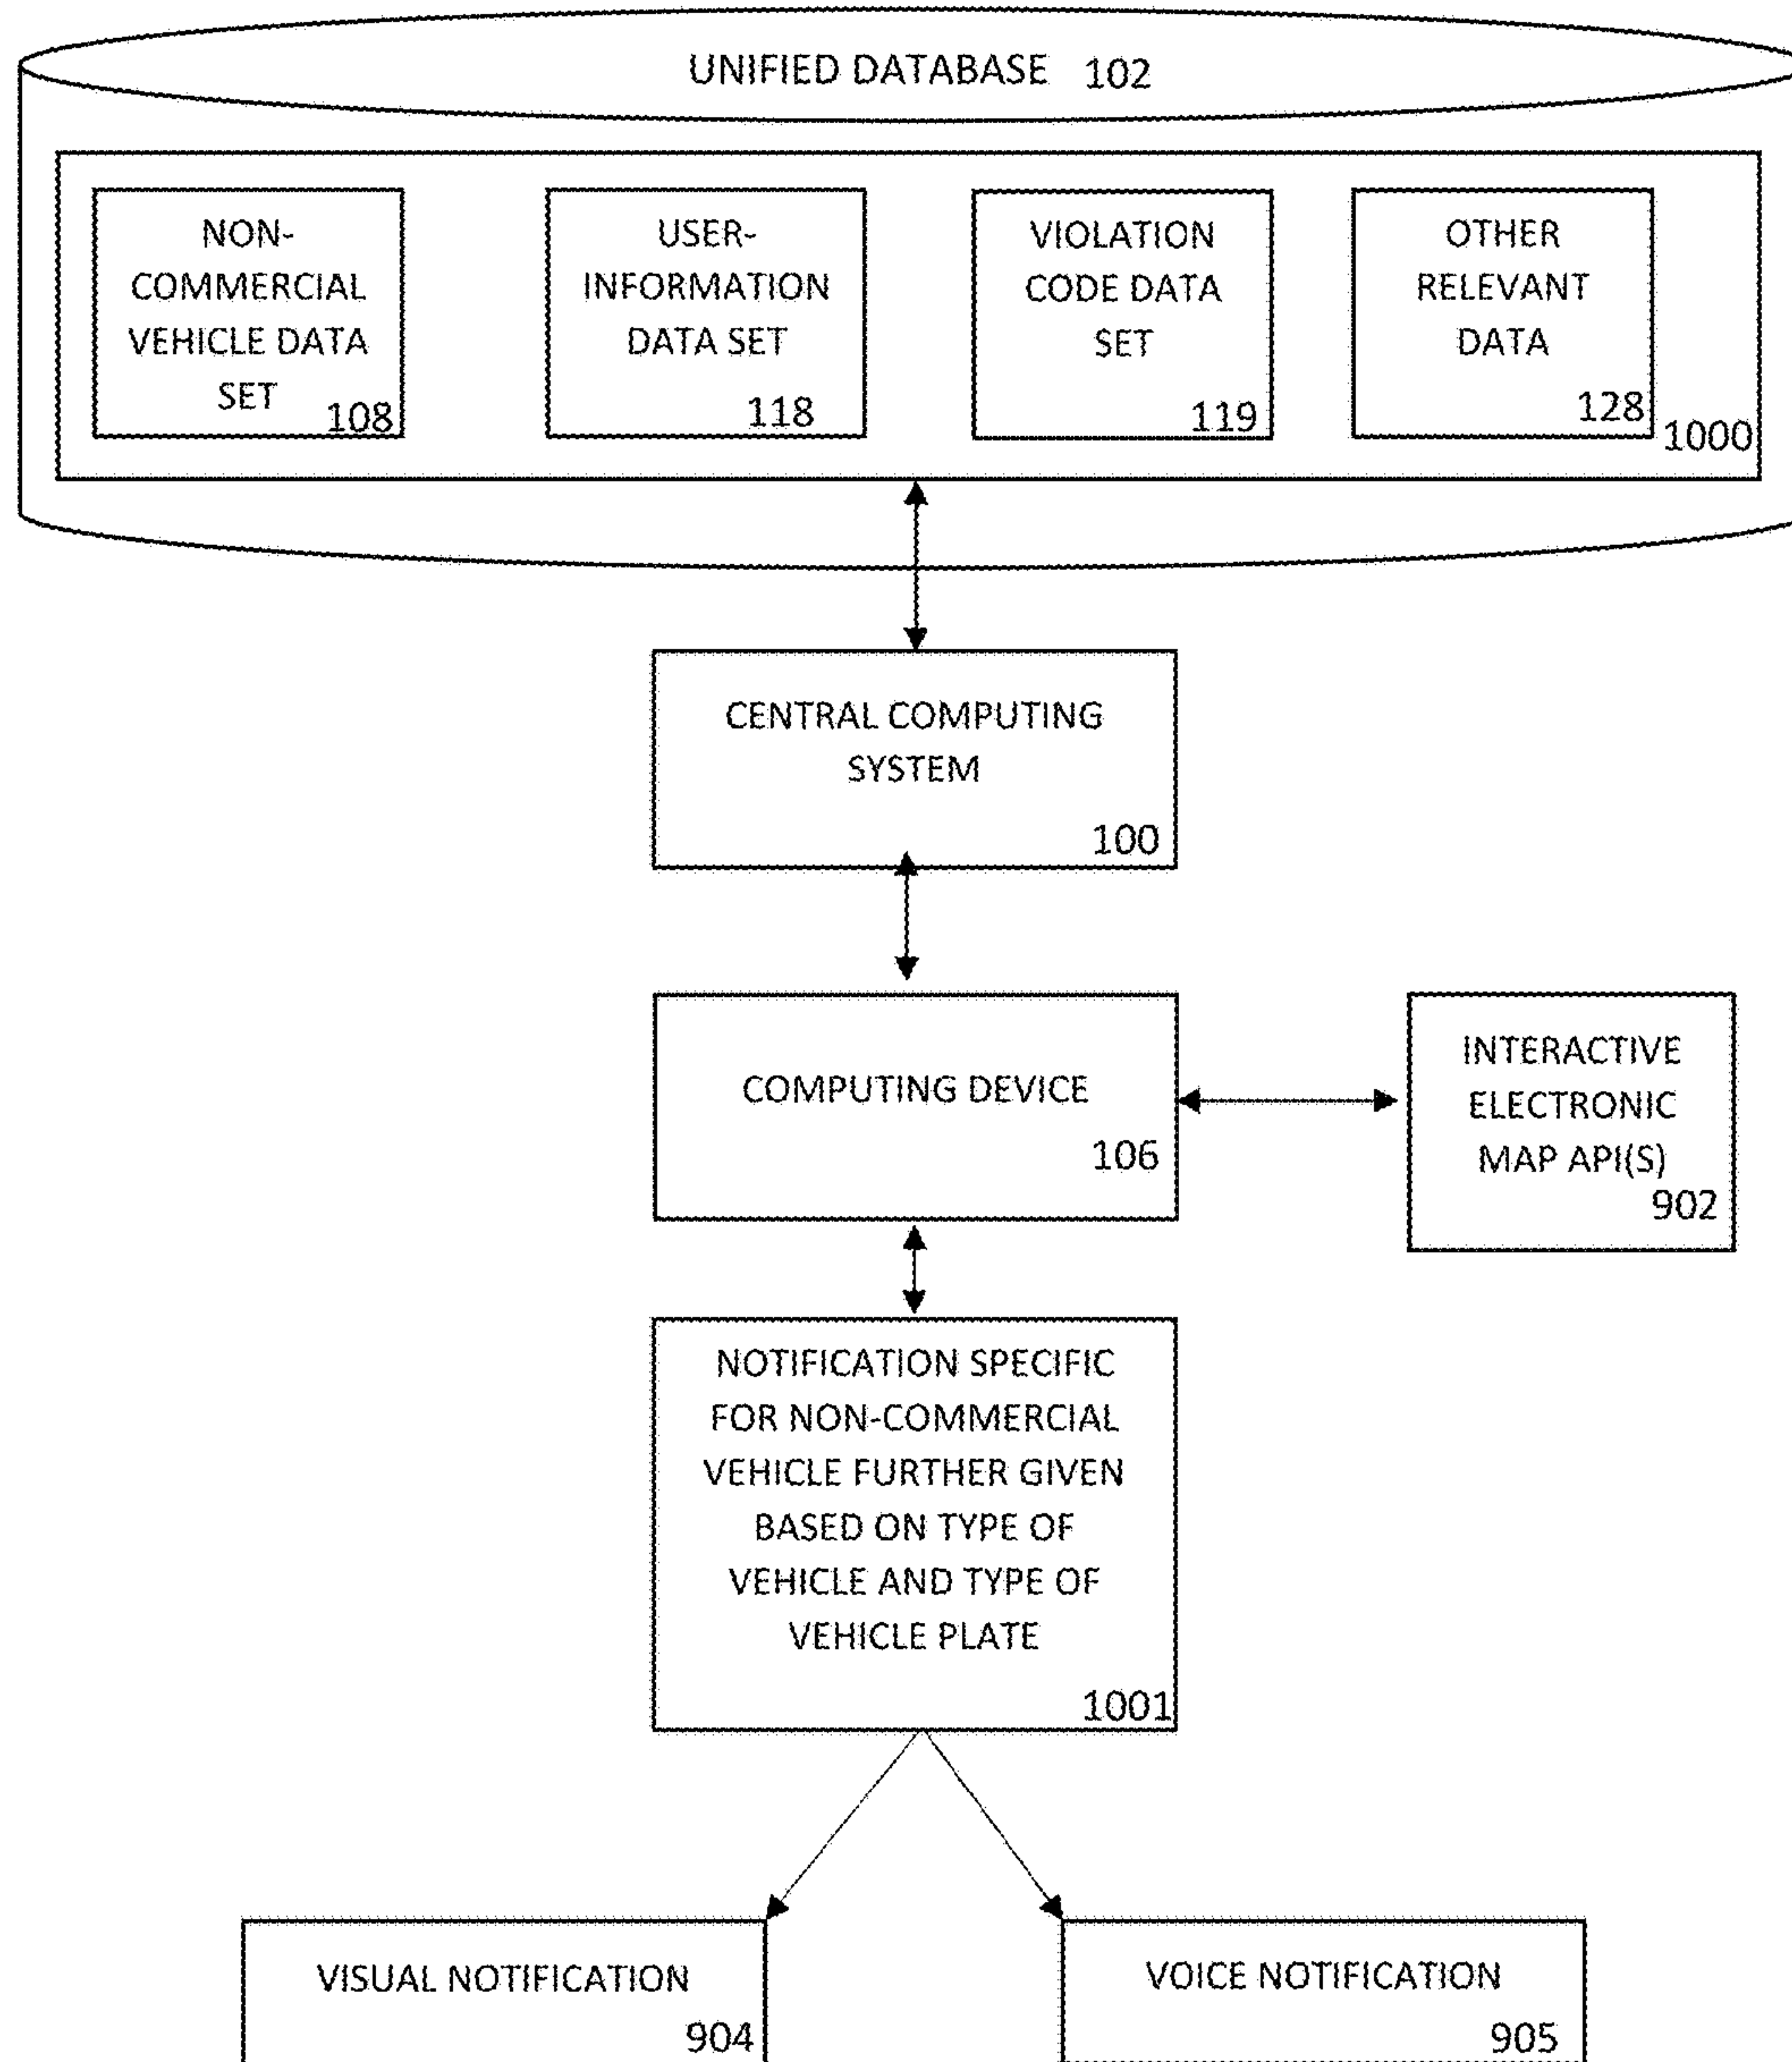 UNIFIED DATABASE 102
NON-
COMMERCIAL
VEHICLE DATA
SET
108
USER-
INFORMATION
DATA SET
118
VIOLATION
CODE DATA
SET
119
OTHER
RELEVANT
DATA
128
1000
CENTRAL COMPUTING
SYSTEM
100
COMPUTING DEVICE
106
INTERACTIVE
ELECTRONIC
MAP API(S)
902
NOTIFICATION SPECIFIC
FOR NON-COMMERCIAL
VEHICLE FURTHER GIVEN
BASED ON TYPE OF
VEHICLE AND TYPE OF
VEHICLE PLATE
1001
VISUAL NOTIFICATION
904
VOICE NOTIFICATION
905